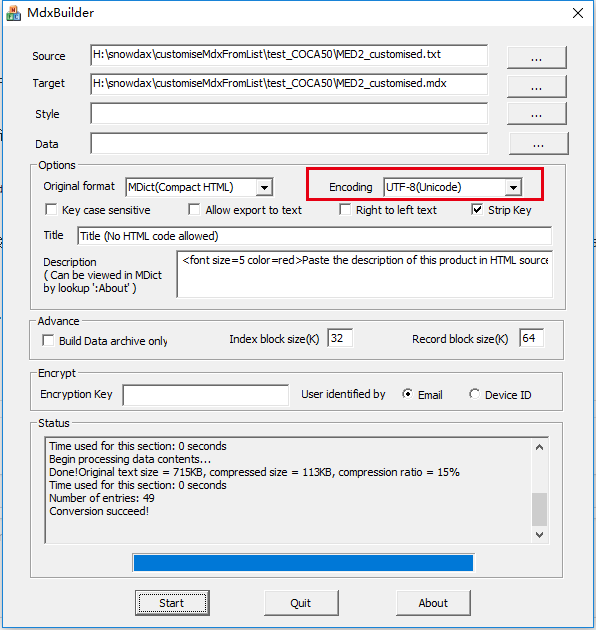 MdxBuilder
Source H:\snowdax\customiseMdxFromList\test_COCA50\MED2_customised.txt ...
Target H:\snowdax\customiseMdxFromList\test_COCA50\MED2_customised.mdx ...
Style ...
Data ...
Options
Original format MDict(Compact HTML) Encoding UTF-8(Unicode)
Key case sensitive Allow export to text Right to left text Strip Key
Title Title (No HTML code allowed)
Description <font size=5 color=red>Paste the description of this product in HTML source
( Can be viewed in MDict
by lookup ':About' )
Advance
Build Data archive only Index block size(K) 32 Record block size(K) 64
Encrypt
Encryption Key User identified by Email Device ID
Status
Time used for this section: 0 seconds
Begin processing data contents...
Done!Original text size = 715KB, compressed size = 113KB, compression ratio = 15%
Time used for this section: 0 seconds
Number of entries: 49
Conversion succeed!
Start Quit About